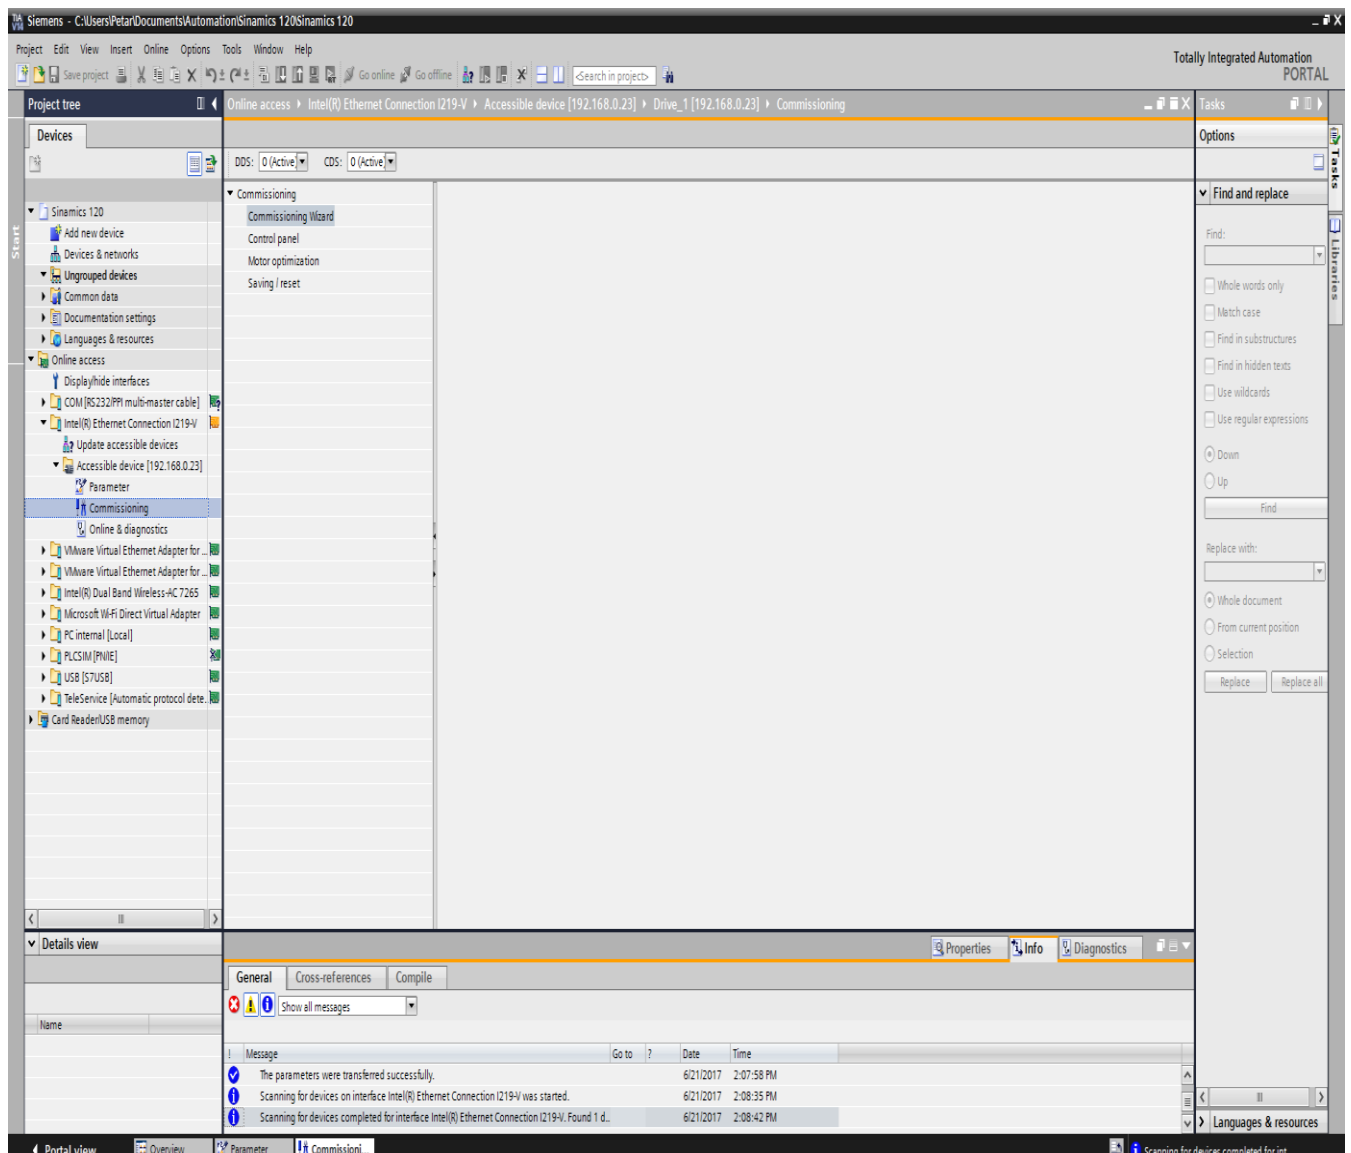 Siemens - C:\Users\Petar\Documents\Automation\Sinamics 120\Sinamics 120
Project Edit View Insert Online Options Tools Window Help
Totally Integrated Automation
PORTAL
Save project Go online Go offline <Search in project>
Project tree
Online access Intel(R) Ethernet Connection I219-V Accessible device [192.168.0.23] Drive_1 [192.168.0.23] Commissioning
Tasks
Devices
Options
DDS: 0 (Active) CDS: 0 (Active)
Start
Sinamics 120
Add new device
Devices & networks
Ungrouped devices
Common data
Documentation settings
Languages & resources
Online access
Display/hide interfaces
COM [RS232/PPI multi-master cable]
Intel(R) Ethernet Connection I219-V
Update accessible devices
Accessible device [192.168.0.23]
Parameter
Commissioning
Online & diagnostics
VMware Virtual Ethernet Adapter for ...
VMware Virtual Ethernet Adapter for ...
Intel(R) Dual Band Wireless-AC 7265
Microsoft Wi-Fi Direct Virtual Adapter
PC internal [Local]
PLCSIM [PN/IE]
USB [S7USB]
TeleService [Automatic protocol dete...
Card Reader/USB memory
Commissioning
Commissioning Wizard
Control panel
Motor optimization
Saving / reset
Find and replace
Find:
Whole words only
Match case
Find in substructures
Find in hidden texts
Use wildcards
Use regular expressions
Down
Up
Find
Replace with:
Whole document
From current position
Selection
Replace Replace all
Tasks
Libraries
Details view
Name
Properties Info Diagnostics
General Cross-references Compile
Show all messages
! Message Go to ? Date Time
The parameters were transferred successfully. 6/21/2017 2:07:58 PM
Scanning for devices on interface Intel(R) Ethernet Connection I219-V was started. 6/21/2017 2:08:35 PM
Scanning for devices completed for interface Intel(R) Ethernet Connection I219-V. Found 1 d... 6/21/2017 2:08:42 PM
Languages & resources
Portal view Overview Parameter Commissioni... Scanning for devices completed for int...